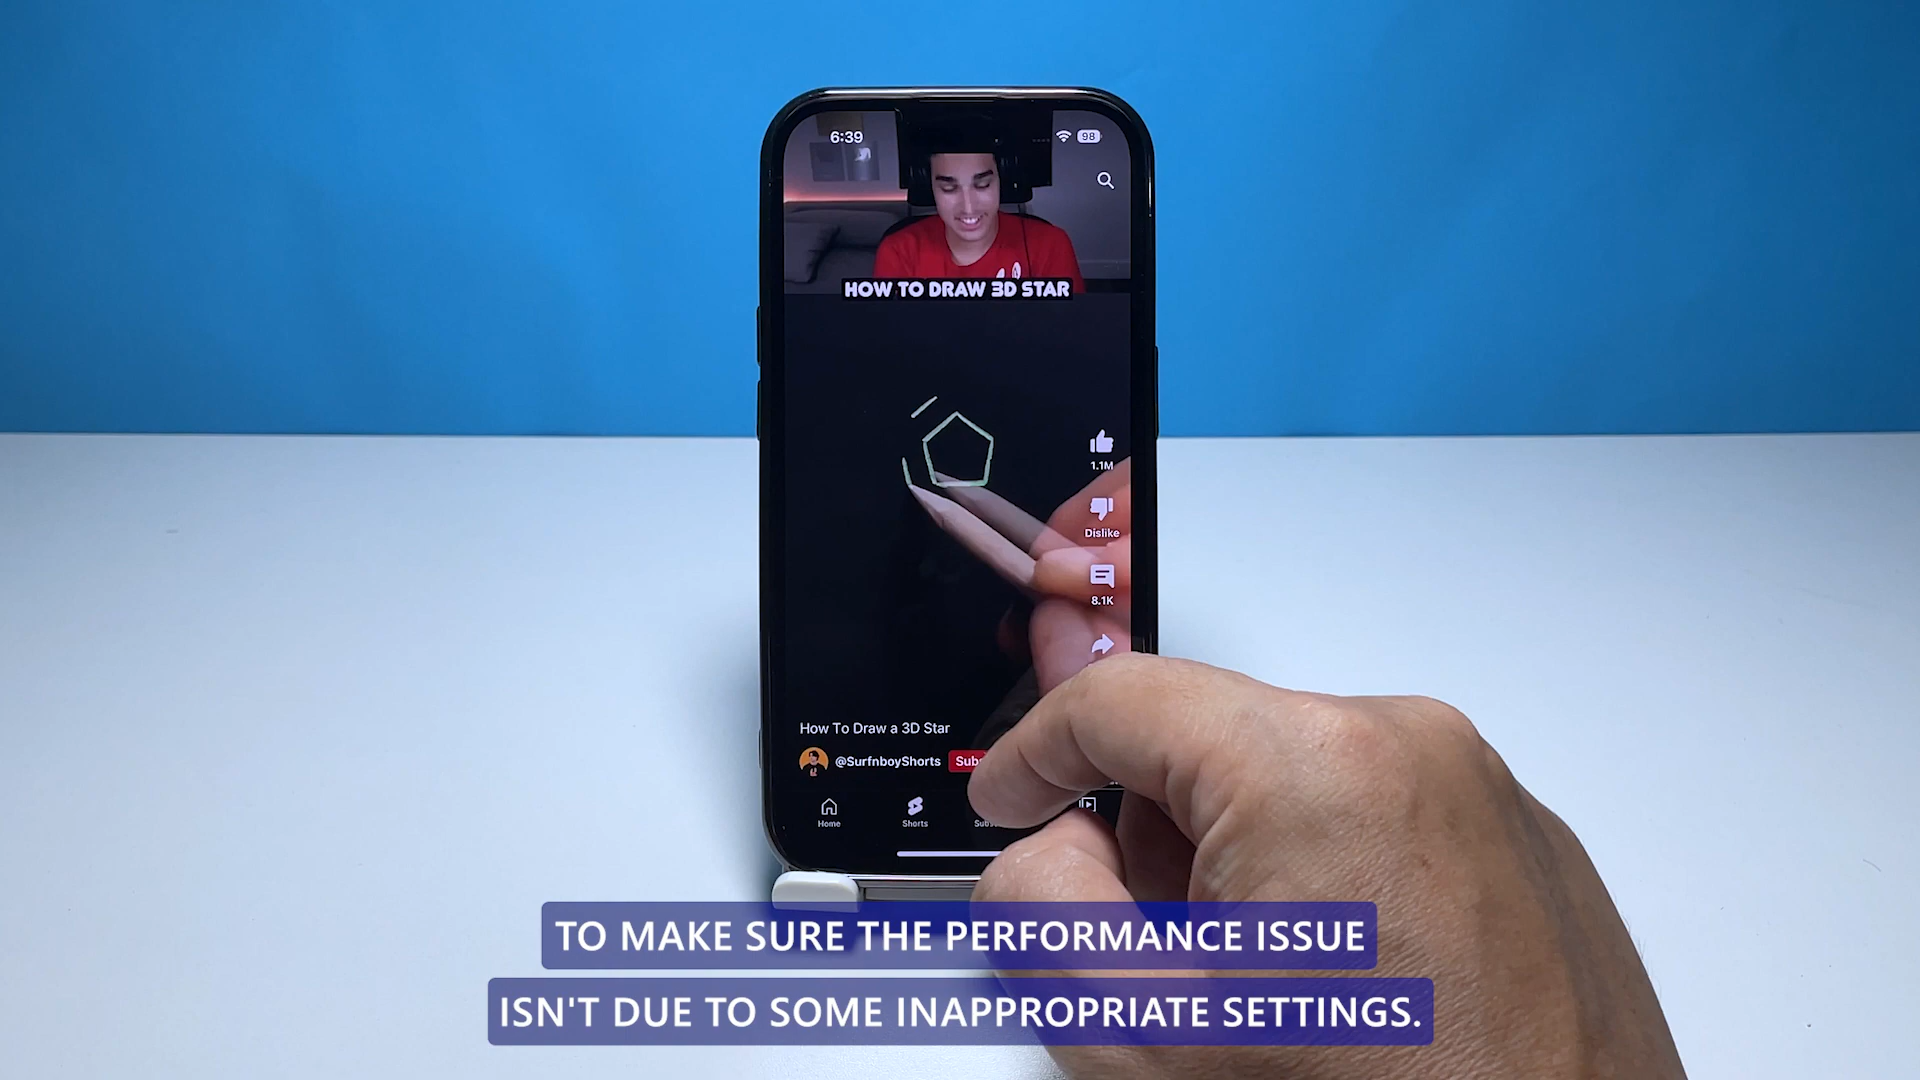 6:39
98
HOW TO DRAW 3D STAR
1.1M
Dislike
8.1K
How To Draw a 3D Star
@SurfnboyShorts
Home
Shorts
TO MAKE SURE THE PERFORMANCE ISSUE
ISN'T DUE TO SOME INAPPROPRIATE SETTINGS.